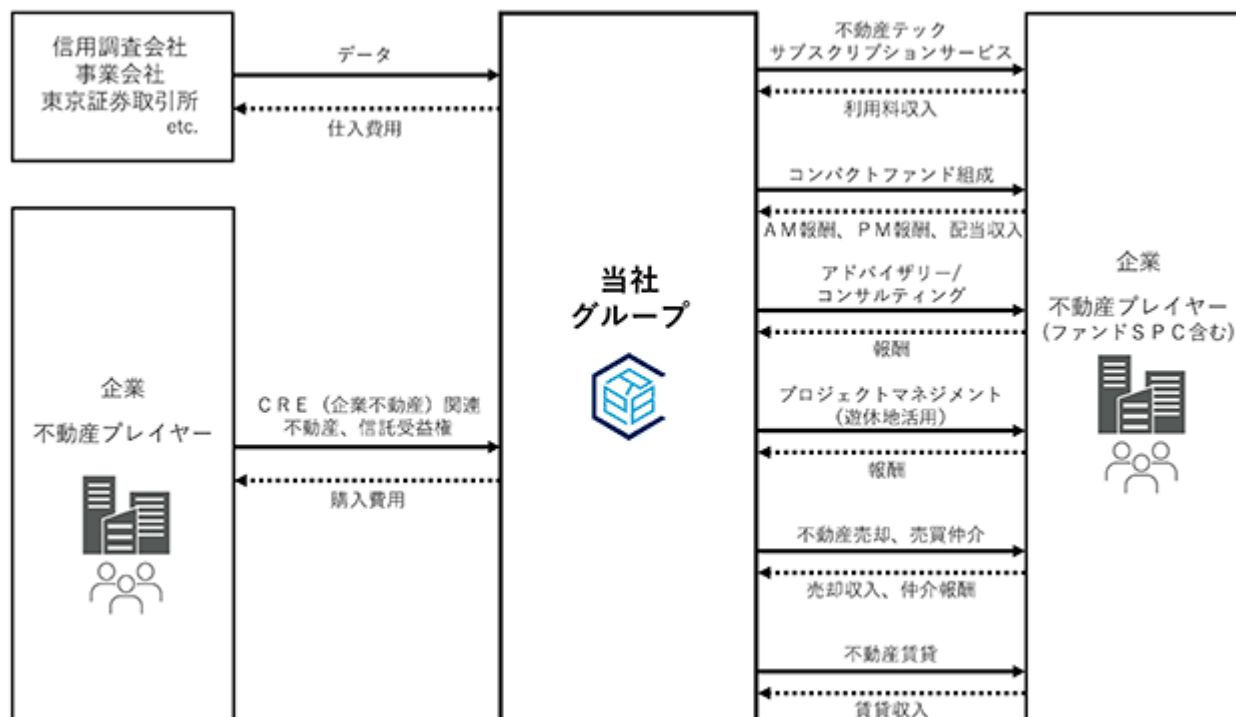 信用調査会社
事業会社
東京証券取引所
etc.
データ
仕入費用
企業
不動産プレイヤー
CRE（企業不動産）関連
不動産、信託受益権
購入費用
当社
グループ
不動産テック
サブスクリプションサービス
利用料収入
コンパクトファンド組成
AM報酬、PM報酬、配当収入
アドバイザリー/
コンサルティング
報酬
プロジェクトマネジメント
（遊休地活用）
報酬
不動産売却、売買仲介
売却収入、仲介報酬
不動産賃貸
賃貸収入
企業
不動産プレイヤー
(ファンドSPC含む)